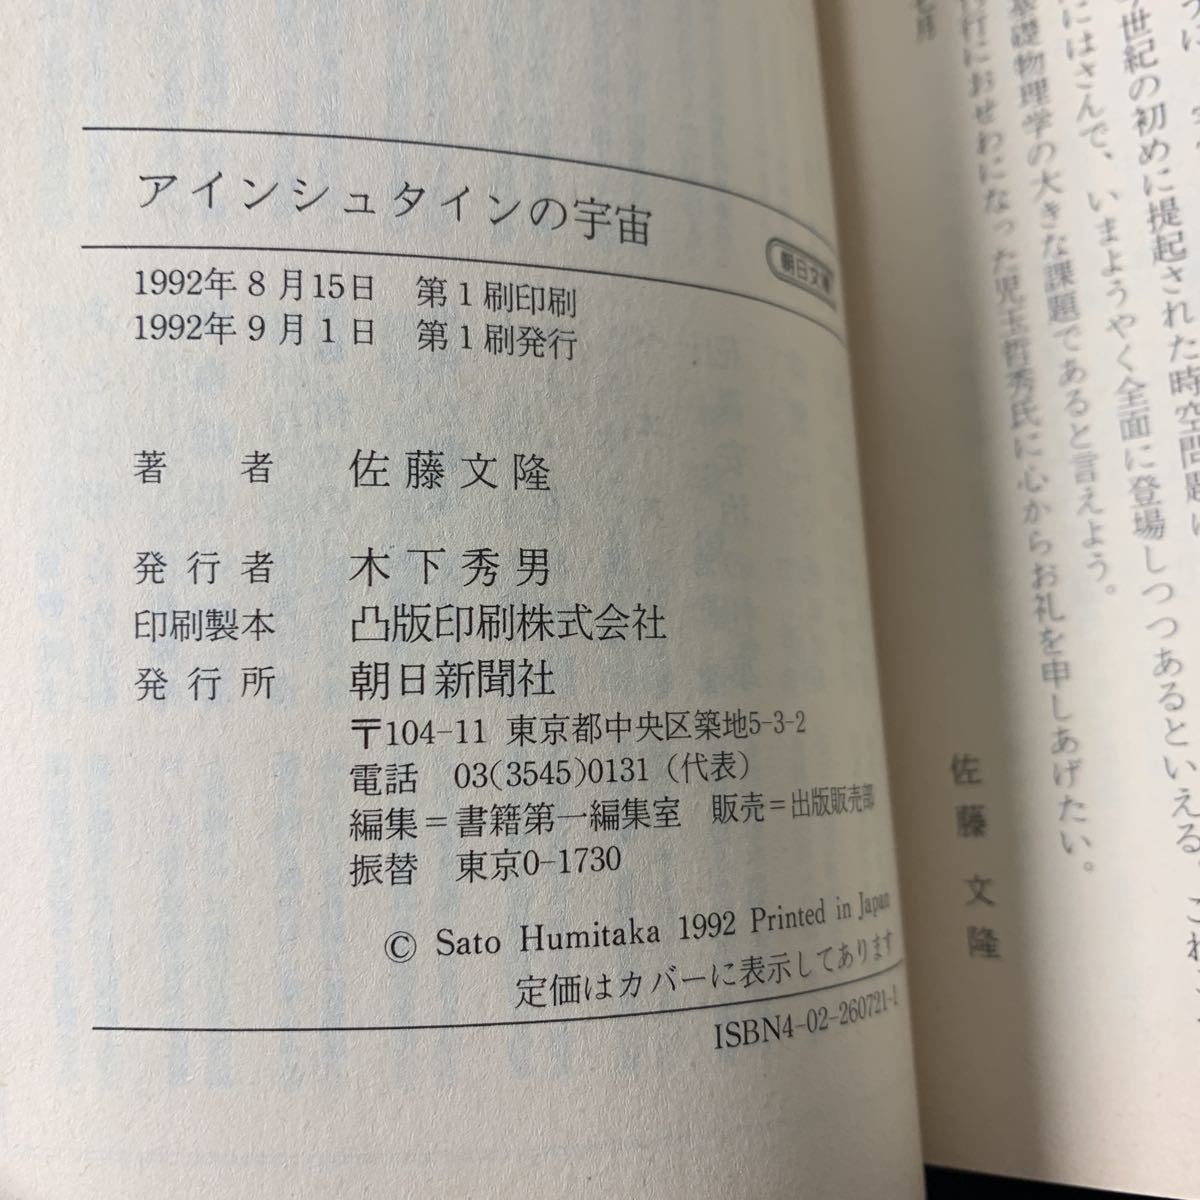 アインシュタインの宇宙
朝日文庫
1992年8月15日 第1刷印刷
1992年9月1日 第1刷発行
著者 佐藤文隆
発行者 木下秀男
印刷製本 凸版印刷株式会社
発行所 朝日新聞社
〒104-11 東京都中央区築地5-3-2
電話 03(3545)0131(代表)
編集=書籍第一編集室 販売=出版販売部
振替 東京0-1730
© Sato Humitaka 1992 Printed in Japan
定価はカバーに表示してあります
ISBN4-02-260721-1
世紀の初めに提起された時空問題は
いまようやく全面に登場しつつあるといえる
にはさんで、
基礎物理学の大きな課題であると言えよう。
行におせわになった児玉哲秀氏に心からお礼を申しあげたい。
七月
佐藤文隆